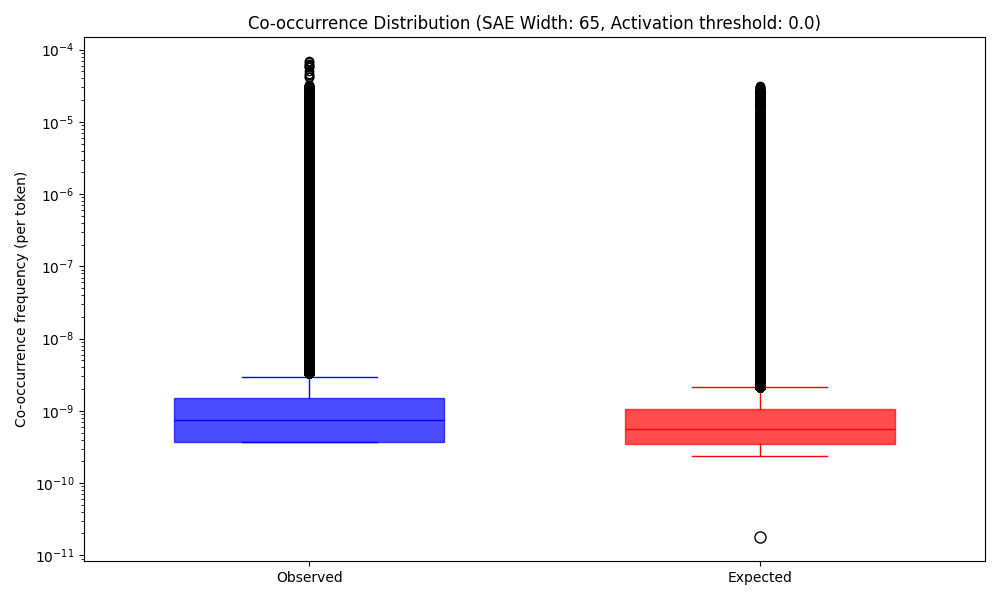 Co-occurrence Distribution (SAE Width: 65, Activation threshold: 0.0)
Co-occurrence frequency (per token)
10⁻⁴
10⁻⁵
10⁻⁶
10⁻⁷
10⁻⁸
10⁻⁹
10⁻¹⁰
10⁻¹¹
Observed
Expected